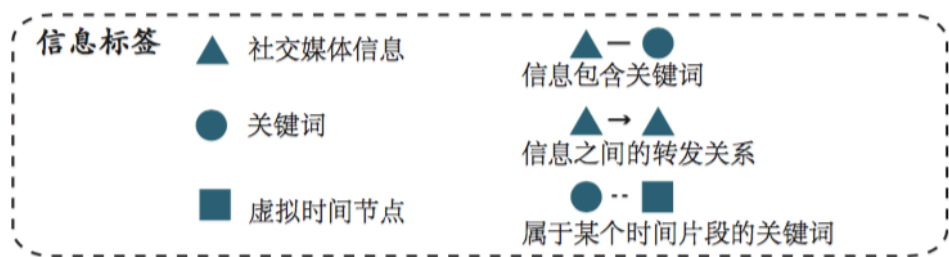 信息标签
社交媒体信息
信息包含关键词
关键词
信息之间的转发关系
虚拟时间节点
属于某个时间片段的关键词